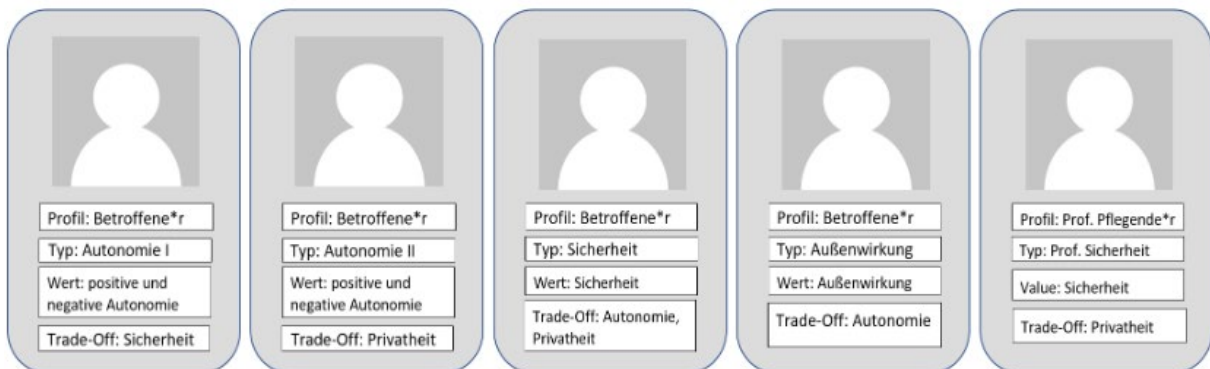 Profil: Betroffene*r
Typ: Autonomie I
Wert: positive und
negative Autonomie
Trade-Off: Sicherheit
Profil: Betroffene*r
Typ: Autonomie II
Wert: positive und
negative Autonomie
Trade-Off: Privatheit
Profil: Betroffene*r
Typ: Sicherheit
Wert: Sicherheit
Trade-Off: Autonomie,
Privatheit
Profil: Betroffene*r
Typ: Außenwirkung
Wert: Außenwirkung
Trade-Off: Autonomie
Profil: Prof. Pflegende*r
Typ: Prof. Sicherheit
Value: Sicherheit
Trade-Off: Privatheit